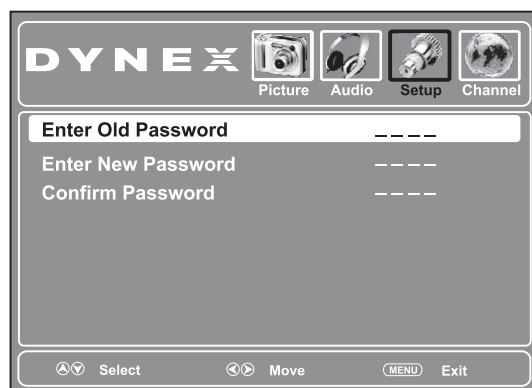 DYNEX
Picture Audio Setup Channel
Enter Old Password _ _ _ _
Enter New Password _ _ _ _
Confirm Password _ _ _ _
Select Move MENU Exit